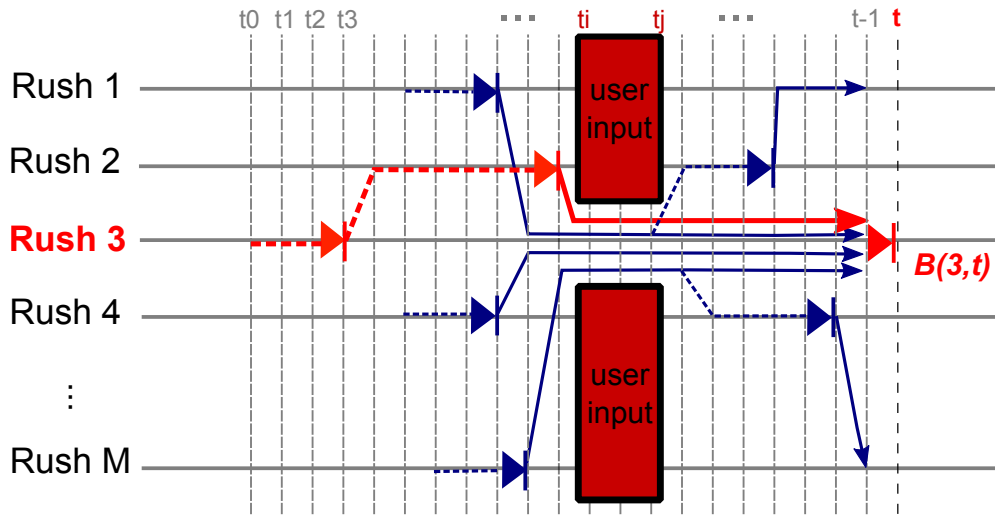 t0 t1 t2 t3 ... ti tj ... t-1 t
Rush 1
user
input
Rush 2
Rush 3
B(3,t)
Rush 4
user
input
⋮
Rush M